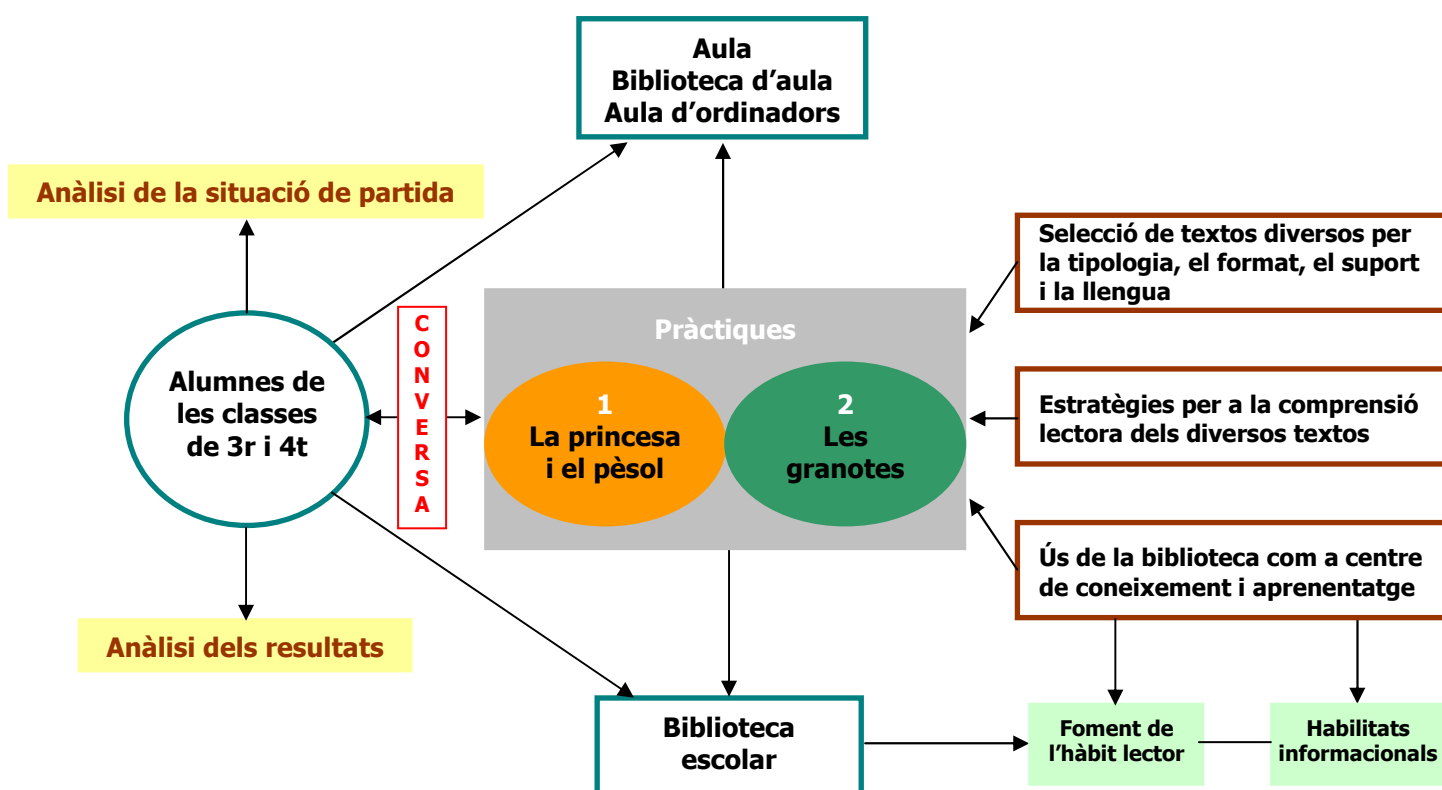 Aula
Biblioteca d’aula
Aula d’ordinadors
Anàlisi de la situació de partida
Selecció de textos diversos per
la tipologia, el format, el suport
i la llengua
Pràctiques
CONVERSA
Alumnes de
les classes
de 3r i 4t
1
La princesa
i el pèsol
2
Les
granotes
Estratègies per a la comprensió
lectora dels diversos textos
Ús de la biblioteca com a centre
de coneixement i aprenentatge
Anàlisi dels resultats
Biblioteca
escolar
Foment de
l’hàbit lector
Habilitats
informacionals